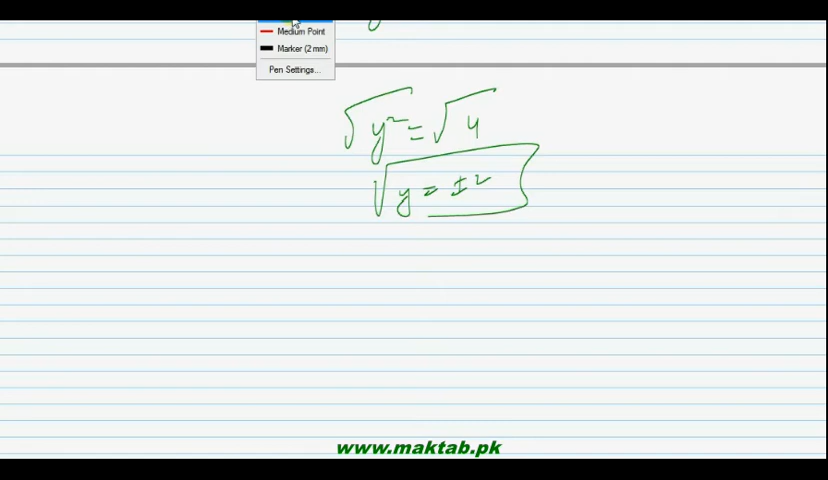 Medium Point
Marker (2 mm)
Pen Settings...
√y² = √4
y = ±2
www.maktab.pk